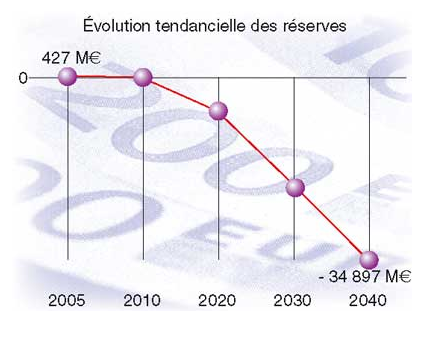 Évolution tendancielle des réserves
427 M€
0
- 34 897 M€
2005 2010 2020 2030 2040